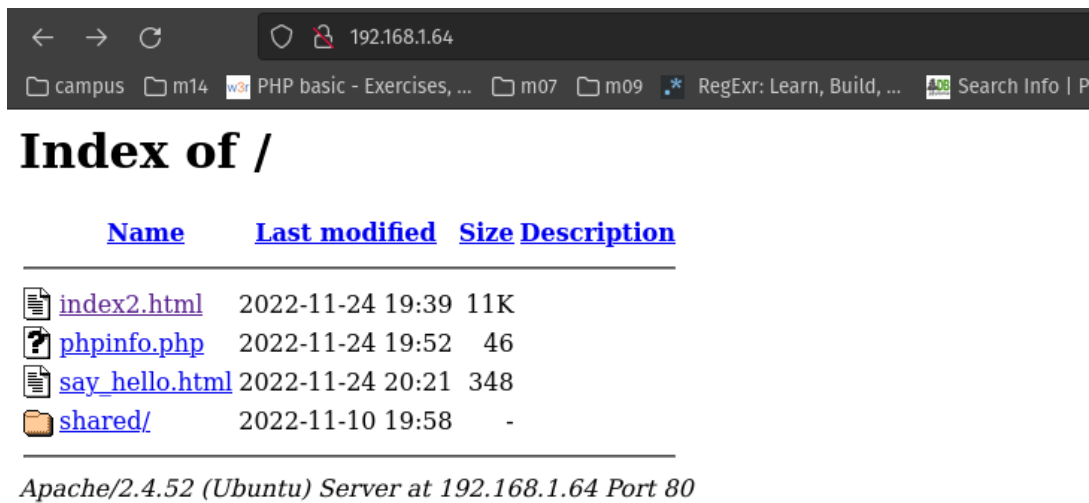 192.168.1.64
campus m14 w3r PHP basic - Exercises, ... m07 m09 .* RegExr: Learn, Build, ... Search Info | P
Index of /
Name Last modified Size Description
index2.html 2022-11-24 19:39 11K
phpinfo.php 2022-11-24 19:52 46
say_hello.html 2022-11-24 20:21 348
shared/ 2022-11-10 19:58 -
Apache/2.4.52 (Ubuntu) Server at 192.168.1.64 Port 80